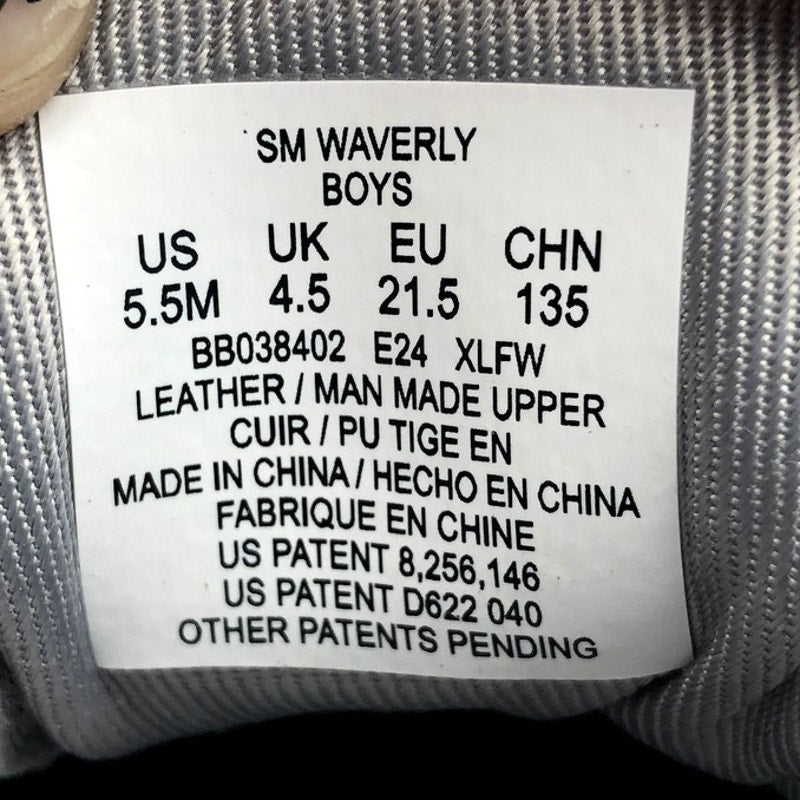 SM WAVERLY
BOYS
US UK EU CHN
5.5M 4.5 21.5 135
BB038402 E24 XLFW
LEATHER / MAN MADE UPPER
CUIR / PU TIGE EN
MADE IN CHINA / HECHO EN CHINA
FABRIQUE EN CHINE
US PATENT 8,256,146
US PATENT D622 040
OTHER PATENTS PENDING